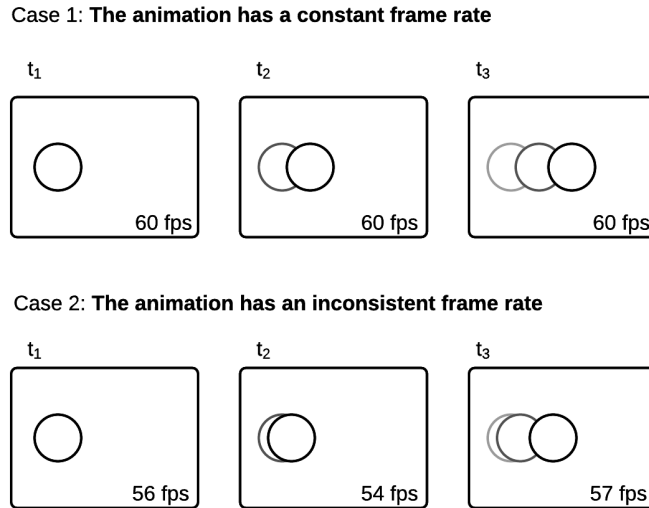 Case 1: The animation has a constant frame rate
t₁ t₂ t₃
60 fps 60 fps 60 fps
Case 2: The animation has an inconsistent frame rate
t₁ t₂ t₃
56 fps 54 fps 57 fps